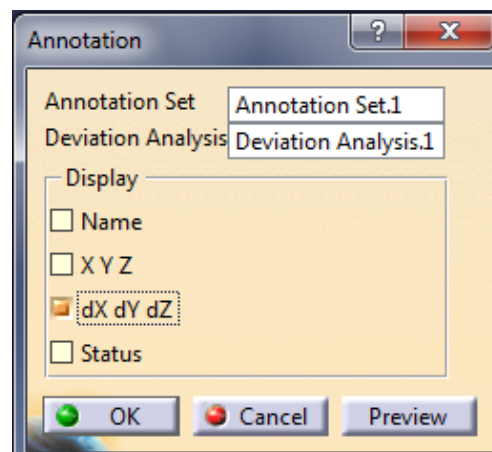 Annotation
Annotation Set Annotation Set.1
Deviation Analysis Deviation Analysis.1
Display
Name
X Y Z
dX dY dZ
Status
OK Cancel Preview